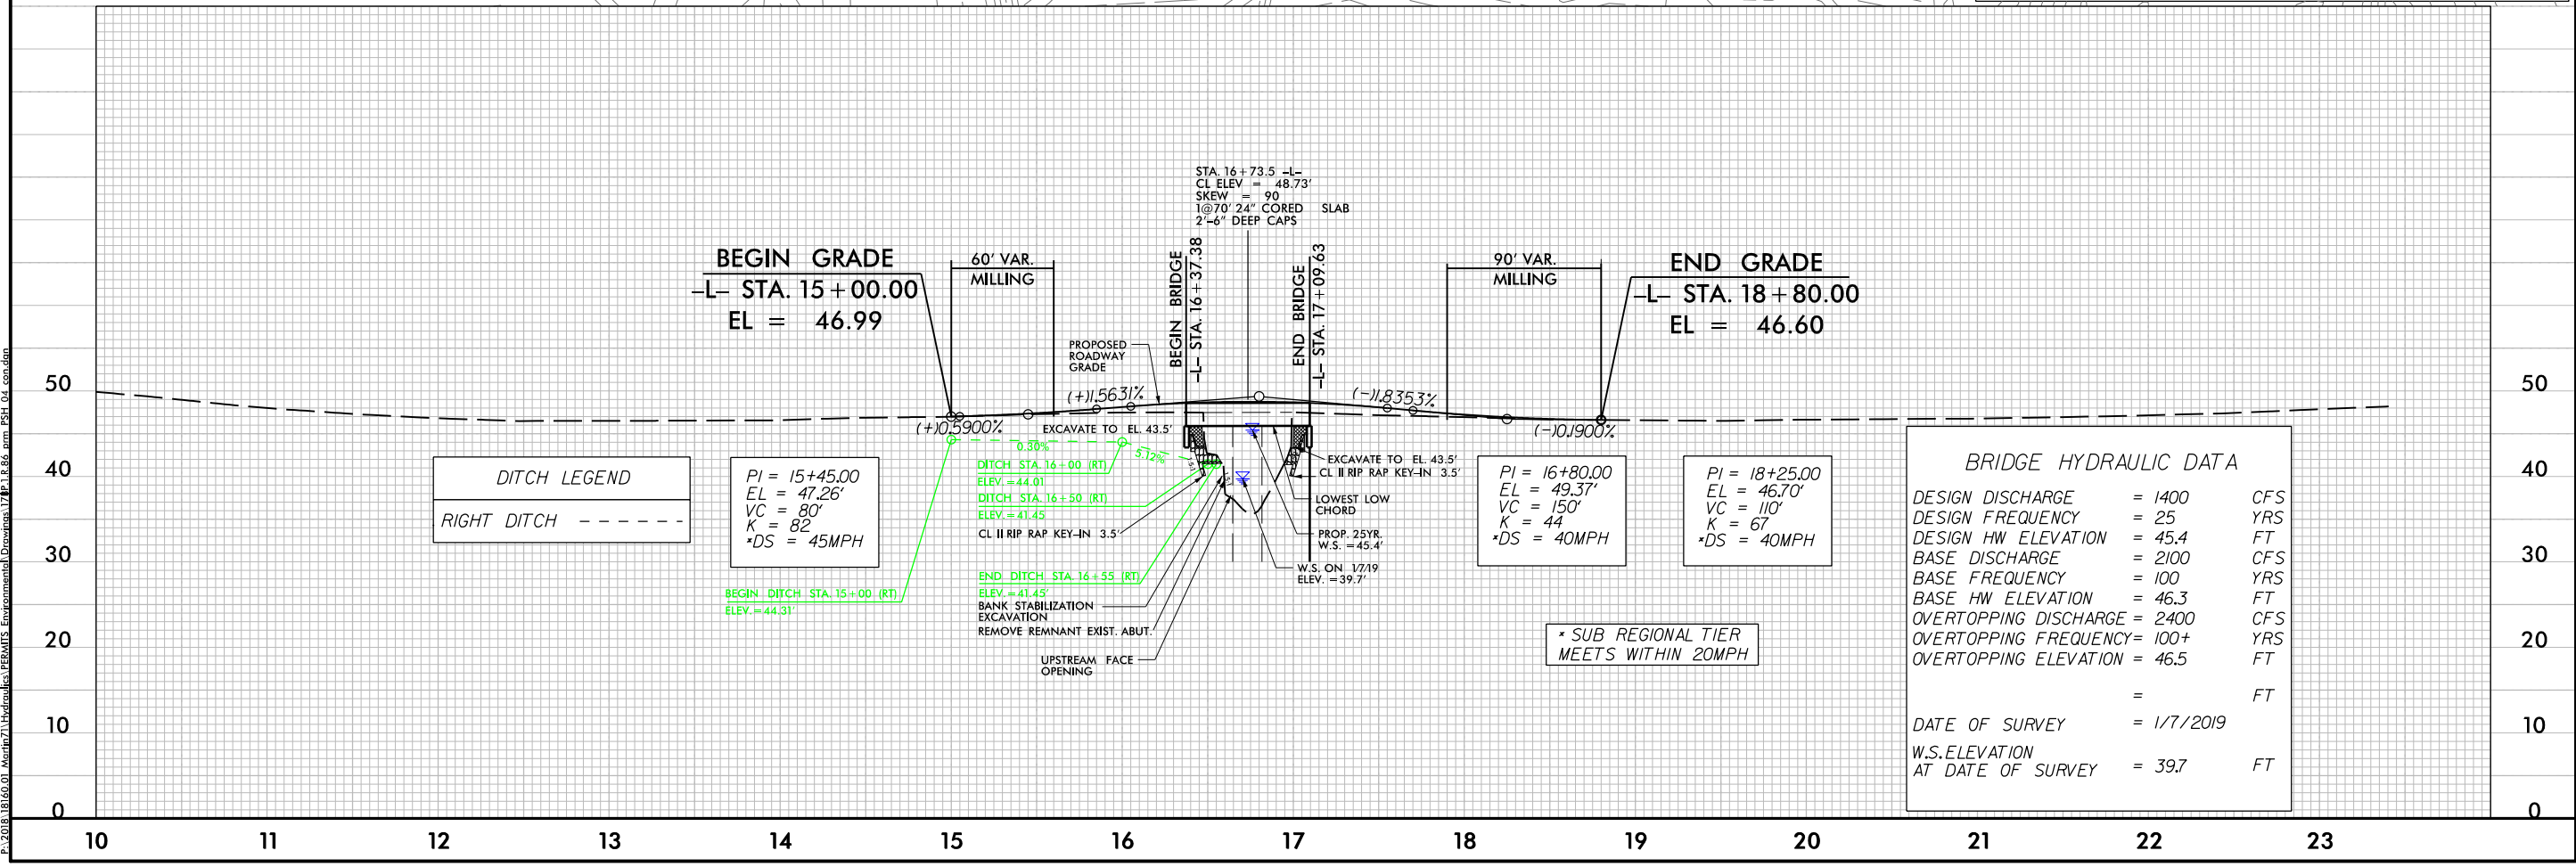 STA. 16+73.5 -L-
CL ELEV = 48.73'
SKEW = 90
1@70' 24" CORED SLAB
2'-6" DEEP CAPS
BEGIN GRADE
-L- STA. 15+00.00
EL = 46.99
60' VAR.
MILLING
BEGIN BRIDGE
-L- STA. 16+37.38
END BRIDGE
-L- STA. 17+09.63
90' VAR.
MILLING
END GRADE
-L- STA. 18+80.00
EL = 46.60
PROPOSED
ROADWAY
GRADE
(+)1.5631%
(-)1.8353%
(+)0.5900%
(-)0.1900%
EXCAVATE TO EL. 43.5'
0.30%
5.12%
DITCH STA. 16+00 (RT)
ELEV.=44.01
DITCH STA. 16+50 (RT)
ELEV.=41.45
CL II RIP RAP KEY-IN 3.5'
END DITCH STA. 16+55 (RT)
ELEV.=41.45'
BANK STABILIZATION
EXCAVATION
REMOVE REMNANT EXIST. ABUT.
UPSTREAM FACE
OPENING
BEGIN DITCH STA. 15+00 (RT)
ELEV.=44.31'
EXCAVATE TO EL. 43.5'
CL II RIP RAP KEY-IN 3.5'
LOWEST LOW
CHORD
PROP. 25YR.
W.S. =45.4'
W.S. ON 1/7/19
ELEV. =39.7'
DITCH LEGEND
RIGHT DITCH
PI = 15+45.00
EL = 47.26'
VC = 80'
K = 82
*DS = 45MPH
PI = 16+80.00
EL = 49.37'
VC = 150'
K = 44
*DS = 40MPH
PI = 18+25.00
EL = 46.70'
VC = 110'
K = 67
*DS = 40MPH
* SUB REGIONAL TIER
MEETS WITHIN 20MPH
BRIDGE HYDRAULIC DATA
DESIGN DISCHARGE = 1400 CFS
DESIGN FREQUENCY = 25 YRS
DESIGN HW ELEVATION = 45.4 FT
BASE DISCHARGE = 2100 CFS
BASE FREQUENCY = 100 YRS
BASE HW ELEVATION = 46.3 FT
OVERTOPPING DISCHARGE = 2400 CFS
OVERTOPPING FREQUENCY= 100+ YRS
OVERTOPPING ELEVATION = 46.5 FT
= FT
DATE OF SURVEY = 1/7/2019
W.S.ELEVATION
AT DATE OF SURVEY = 39.7 FT
50
40
30
20
10
0
50
40
30
20
10
0
10 11 12 13 14 15 16 17 18 19 20 21 22 23